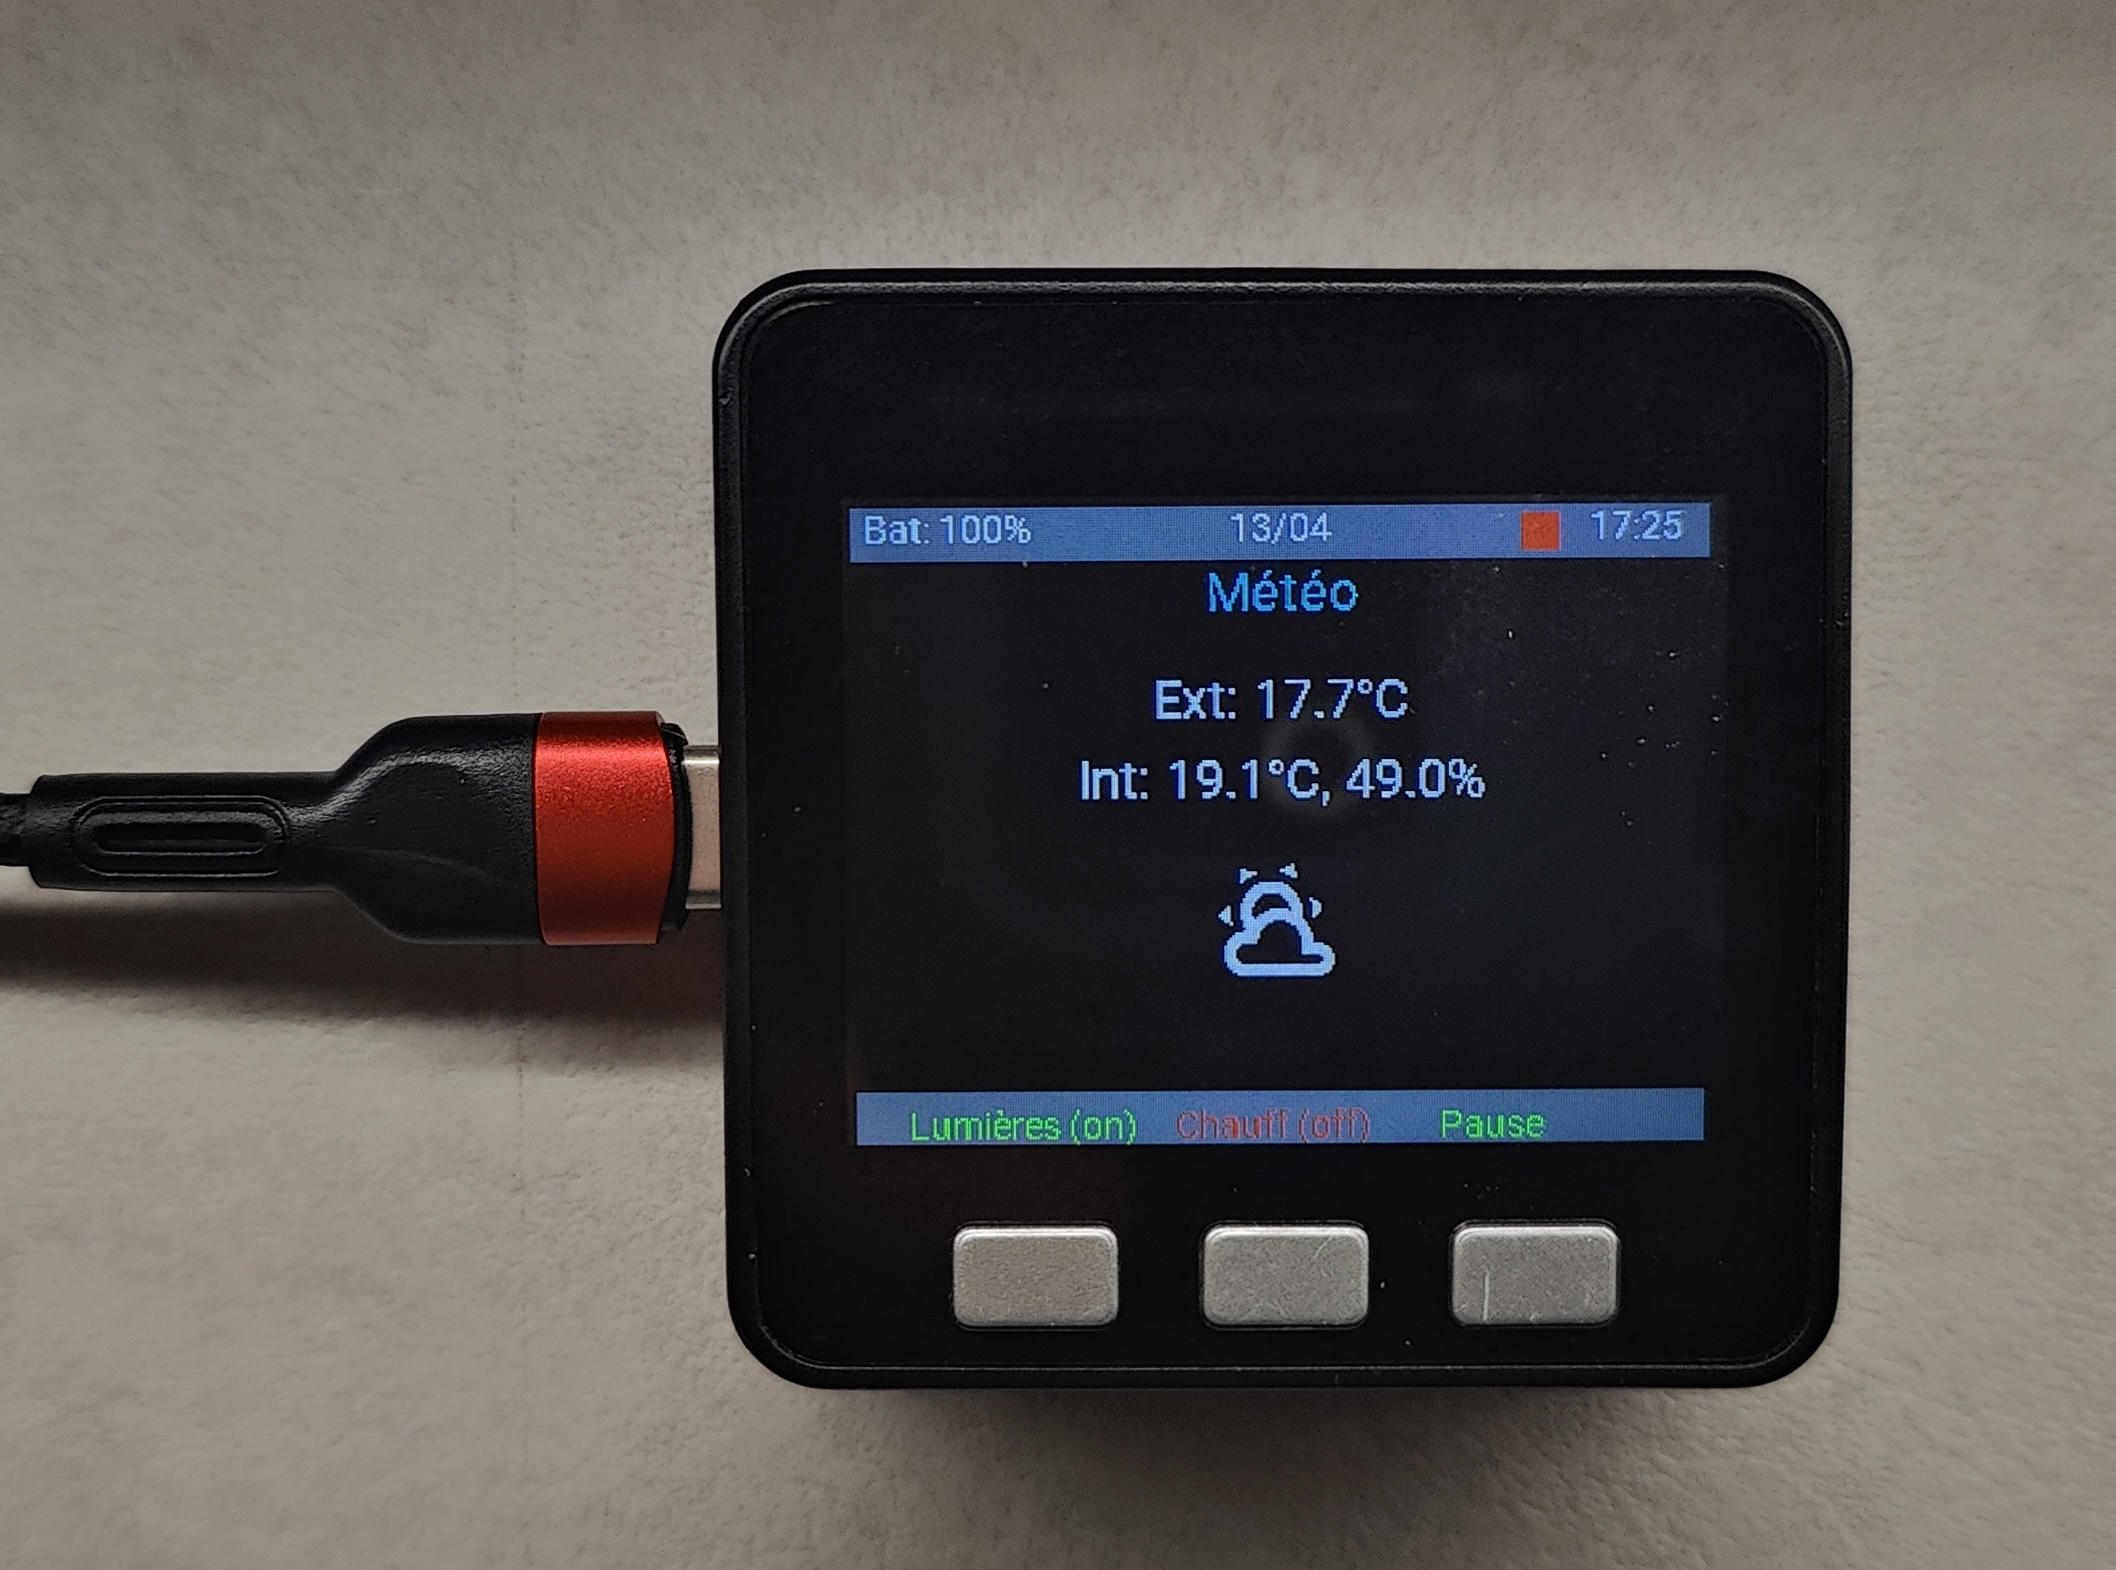 Bat: 100% 13/04 17:25
Météo
Ext: 17.7°C
Int: 19.1°C, 49.0%
Lumières (on) Chauff (off) Pause